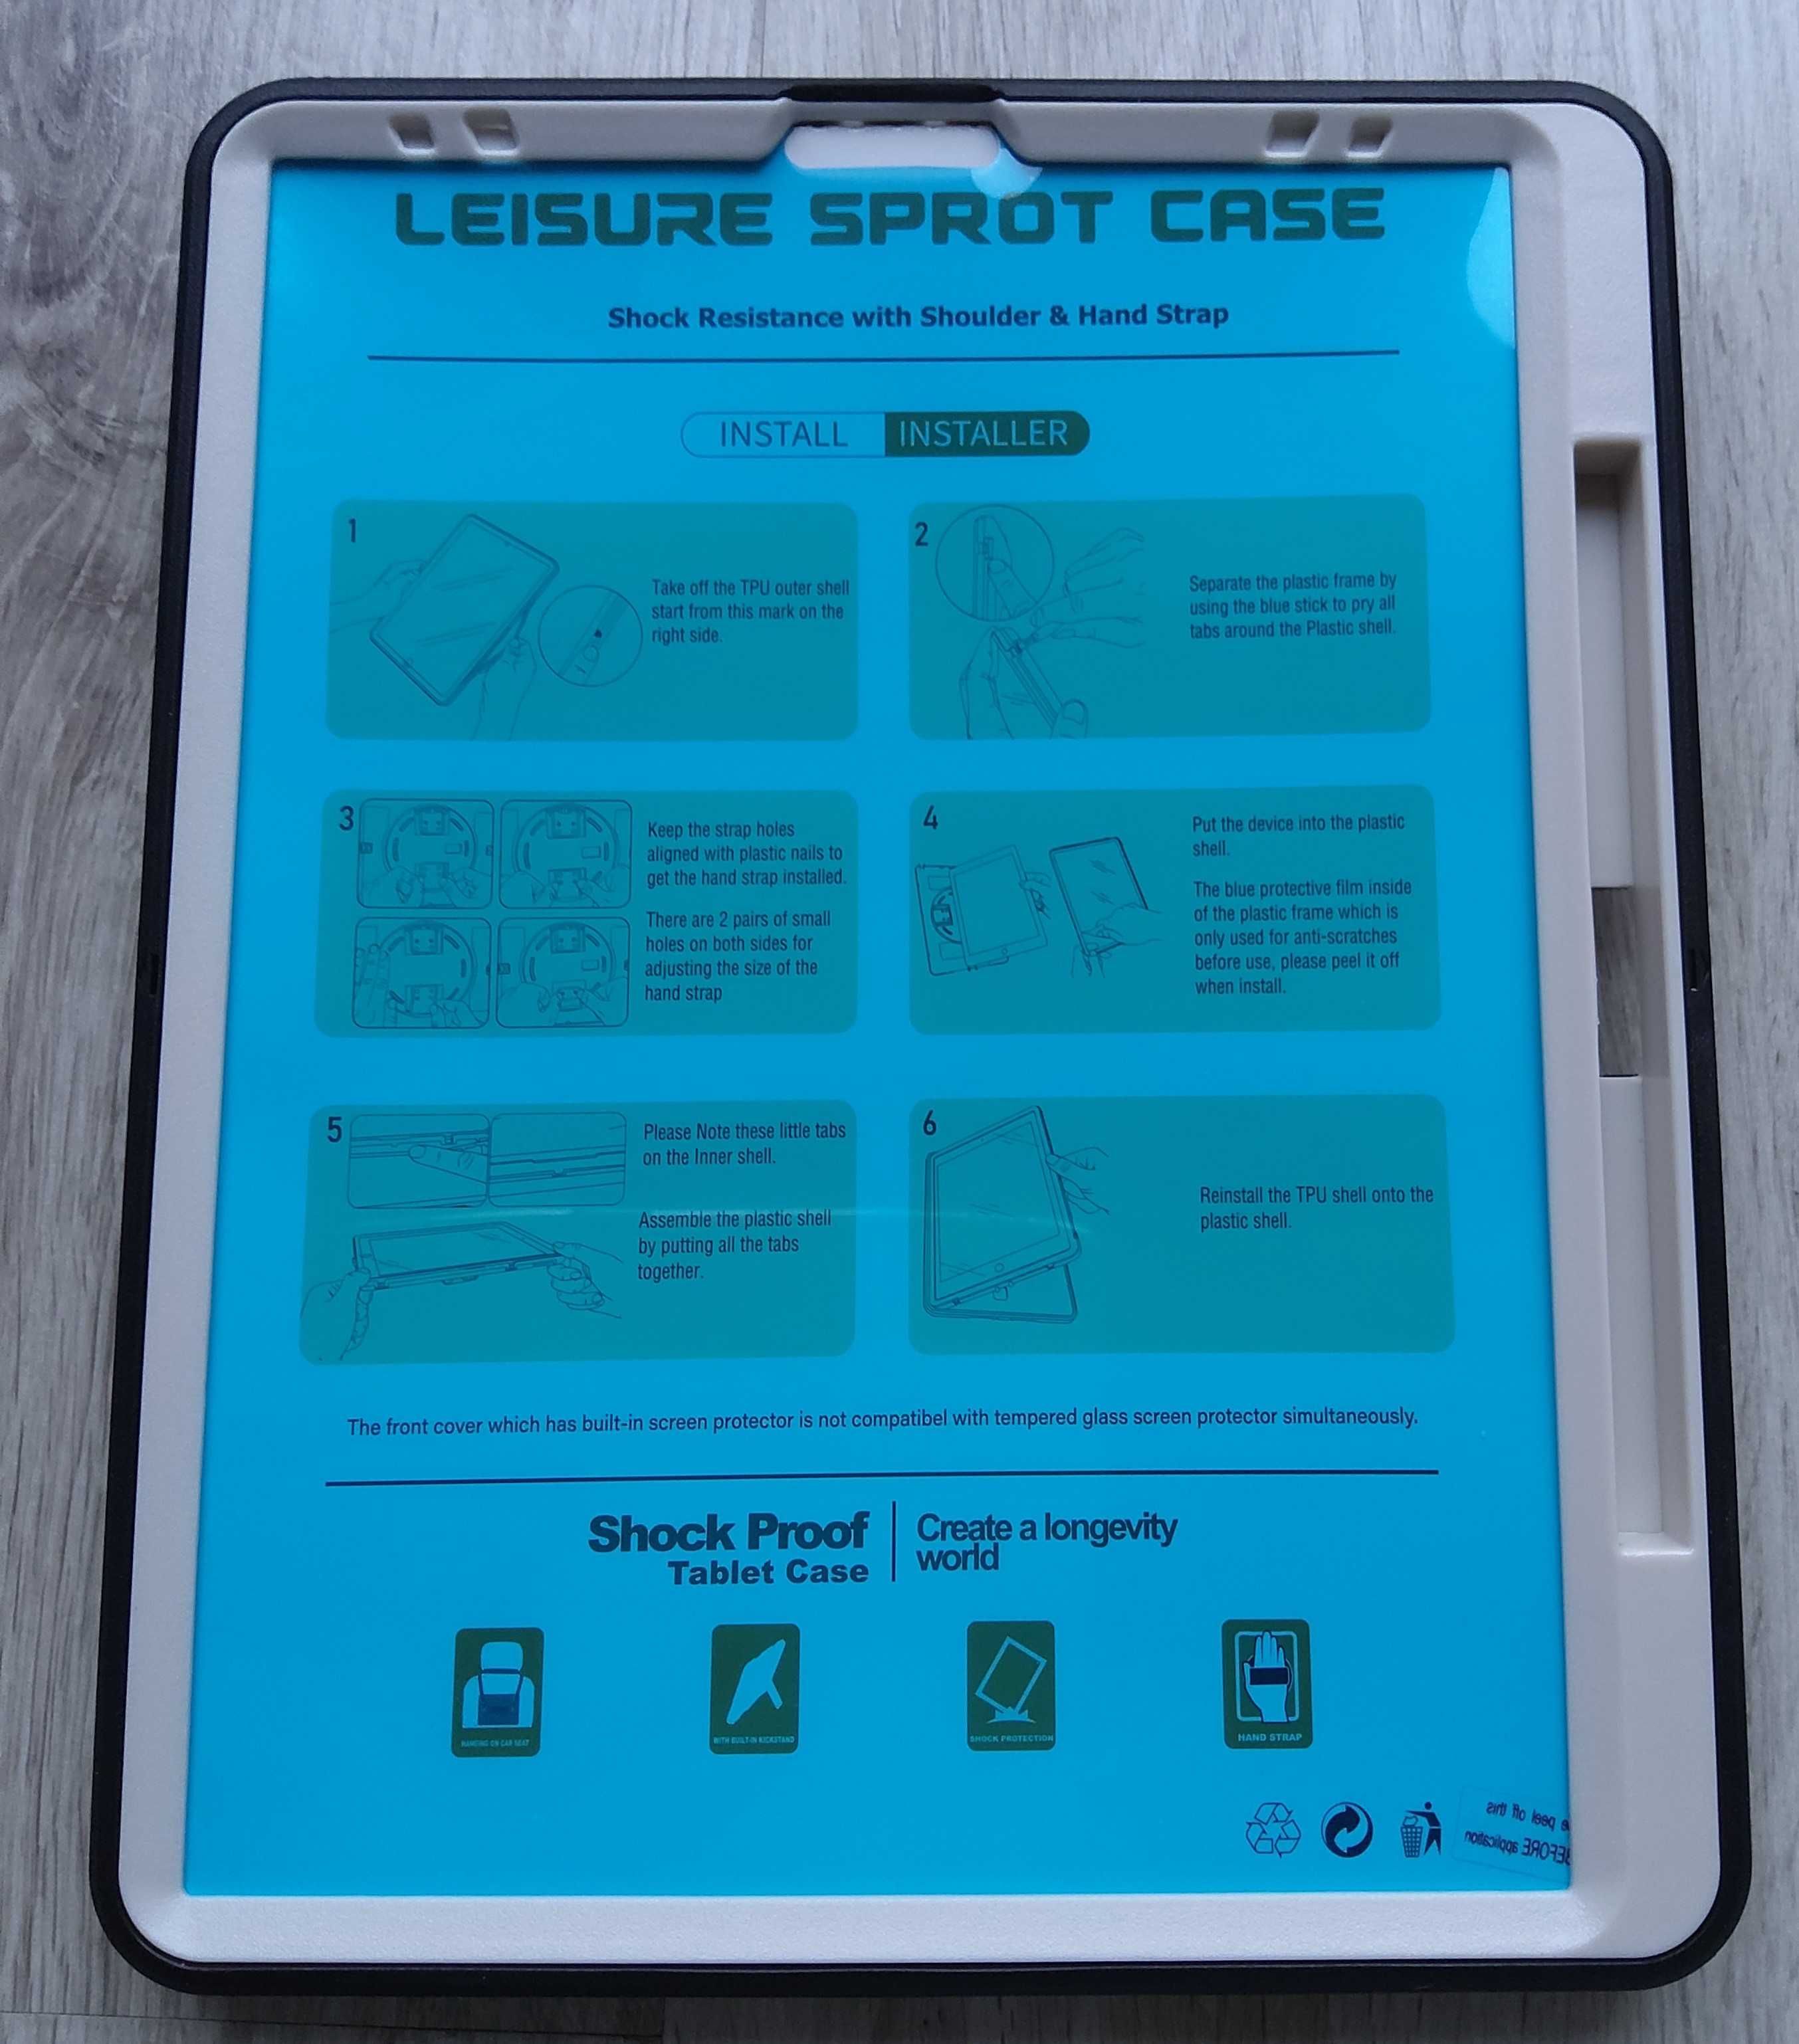 LEISURE SPROT CASE
Shock Resistance with Shoulder & Hand Strap
INSTALL INSTALLER
1
Take off the TPU outer shell
start from this mark on the
right side.
2
Separate the plastic frame by
using the blue stick to pry all
tabs around the Plastic shell.
3
Keep the strap holes
aligned with plastic nails to
get the hand strap installed.
There are 2 pairs of small
holes on both sides for
adjusting the size of the
hand strap
4
Put the device into the plastic
shell.
The blue protective film inside
of the plastic frame which is
only used for anti-scratches
before use, please peel it off
when install.
5
Please Note these little tabs
on the Inner shell.
Assemble the plastic shell
by putting all the tabs
together.
6
Reinstall the TPU shell onto the
plastic shell.
The front cover which has built-in screen protector is not compatibel with tempered glass screen protector simultaneously.
Shock Proof
Tablet Case
Create a longevity
world
HANGING ON CAR SEAT
WITH BUILT-IN KICKSTAND
SHOCK PROTECTION
HAND STRAP
peel off this
BEFORE application